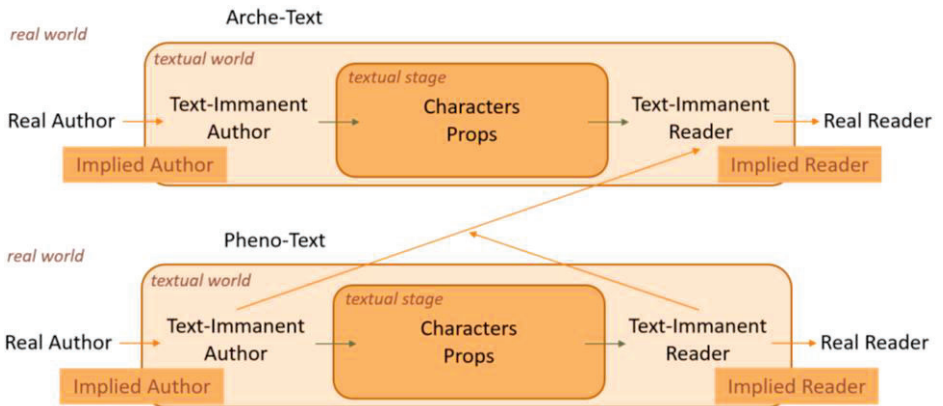 Arche-Text
real world
textual world
textual stage
Real Author
Text-Immanent
Author
Characters
Props
Text-Immanent
Reader
Real Reader
Implied Author
Implied Reader
Pheno-Text
real world
textual world
textual stage
Real Author
Text-Immanent
Author
Characters
Props
Text-Immanent
Reader
Real Reader
Implied Author
Implied Reader